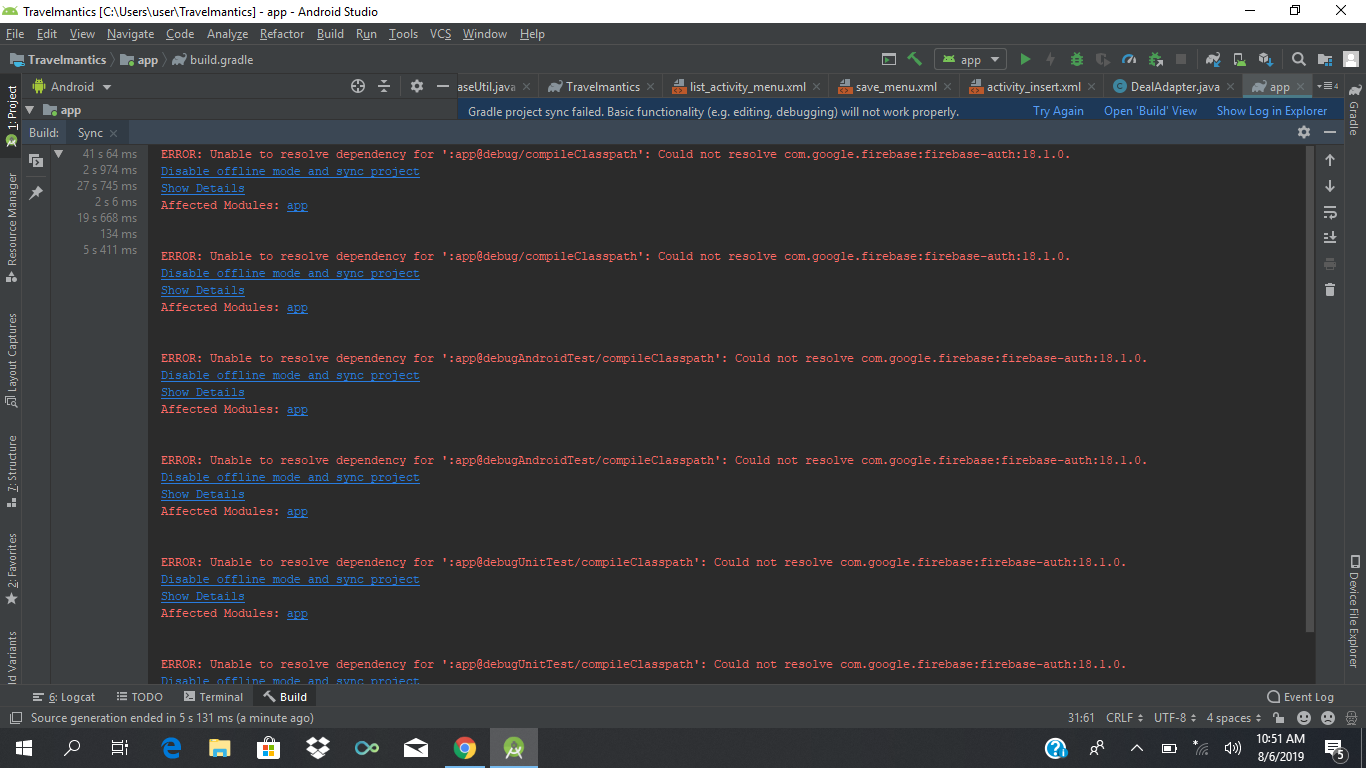 Travelmantics [C:\Users\user\Travelmantics] - app - Android Studio
File Edit View Navigate Code Analyze Refactor Build Run Tools VCS Window Help
Travelmantics app build.gradle app
Android aseUtil.java Travelmantics list_activity_menu.xml save_menu.xml activity_insert.xml DealAdapter.java app 4
app Gradle project sync failed. Basic functionality (e.g. editing, debugging) will not work properly. Try Again Open 'Build' View Show Log in Explorer
Build: Sync
41 s 64 ms
2 s 974 ms
27 s 745 ms
2 s 6 ms
19 s 668 ms
134 ms
5 s 411 ms
ERROR: Unable to resolve dependency for ':app@debug/compileClasspath': Could not resolve com.google.firebase:firebase-auth:18.1.0.
Disable offline mode and sync project
Show Details
Affected Modules: app
ERROR: Unable to resolve dependency for ':app@debug/compileClasspath': Could not resolve com.google.firebase:firebase-auth:18.1.0.
Disable offline mode and sync project
Show Details
Affected Modules: app
ERROR: Unable to resolve dependency for ':app@debugAndroidTest/compileClasspath': Could not resolve com.google.firebase:firebase-auth:18.1.0.
Disable offline mode and sync project
Show Details
Affected Modules: app
ERROR: Unable to resolve dependency for ':app@debugAndroidTest/compileClasspath': Could not resolve com.google.firebase:firebase-auth:18.1.0.
Disable offline mode and sync project
Show Details
Affected Modules: app
ERROR: Unable to resolve dependency for ':app@debugUnitTest/compileClasspath': Could not resolve com.google.firebase:firebase-auth:18.1.0.
Disable offline mode and sync project
Show Details
Affected Modules: app
ERROR: Unable to resolve dependency for ':app@debugUnitTest/compileClasspath': Could not resolve com.google.firebase:firebase-auth:18.1.0.
Disable offline mode and sync project
1: Project
Resource Manager
Layout Captures
7: Structure
2: Favorites
ld Variants
Gradle
Device File Explorer
6: Logcat TODO Terminal Build Event Log
Source generation ended in 5 s 131 ms (a minute ago) 31:61 CRLF UTF-8 4 spaces
10:51 AM
8/6/2019
5